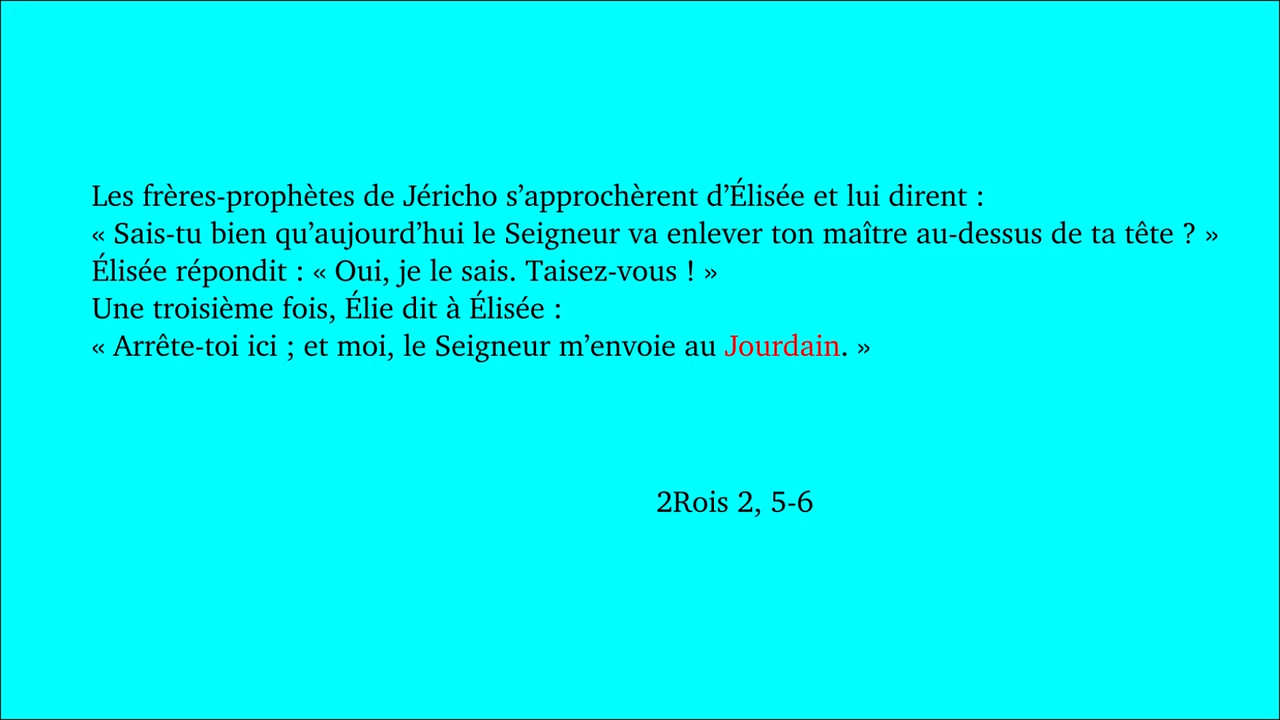 Les frères-prophètes de Jéricho s’approchèrent d’Élisée et lui dirent :
« Sais-tu bien qu’aujourd’hui le Seigneur va enlever ton maître au-dessus de ta tête ? »
Élisée répondit : « Oui, je le sais. Taisez-vous ! »
Une troisième fois, Élie dit à Élisée :
« Arrête-toi ici ; et moi, le Seigneur m’envoie au Jourdain. »
2Rois 2, 5-6